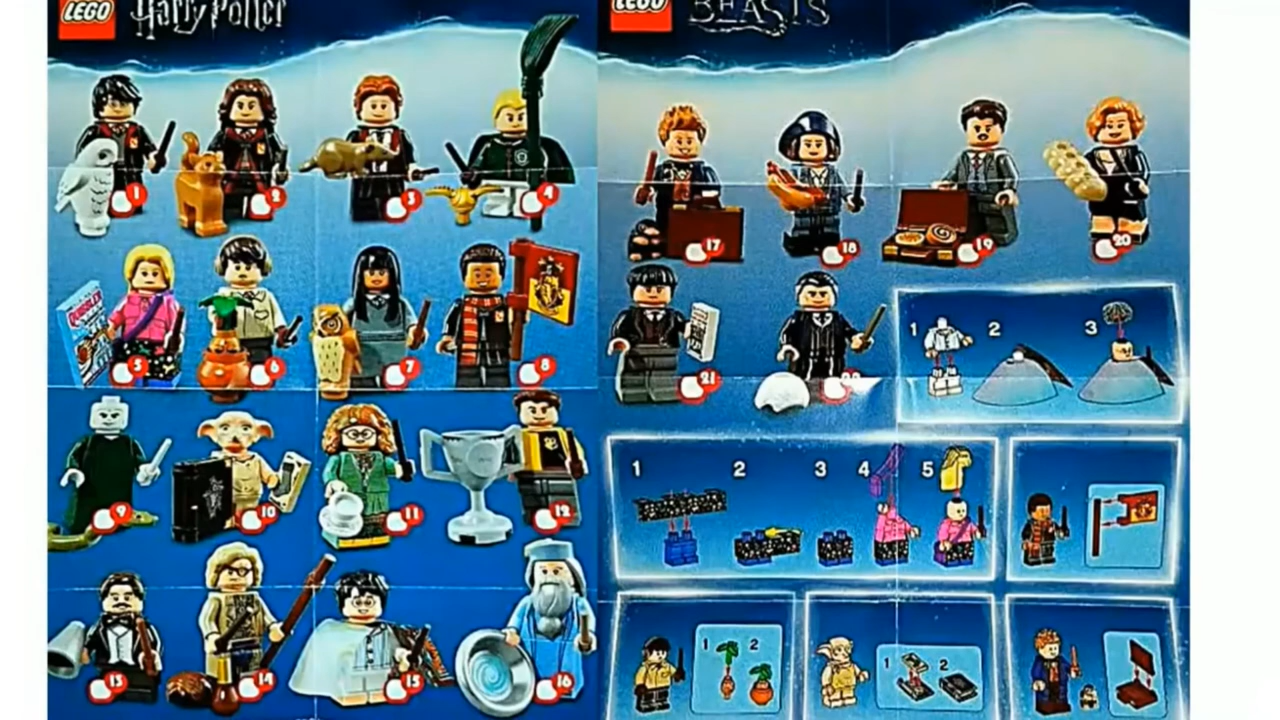 LEGO Harry Potter
1 2 3 4
5 6 7 8
QUIBBLER
9 10 11 12
13 14 15 16
LEGO BEASTS
17 18 19 20
21
1 2 3
1 2 3 4 5
1 2
1 2